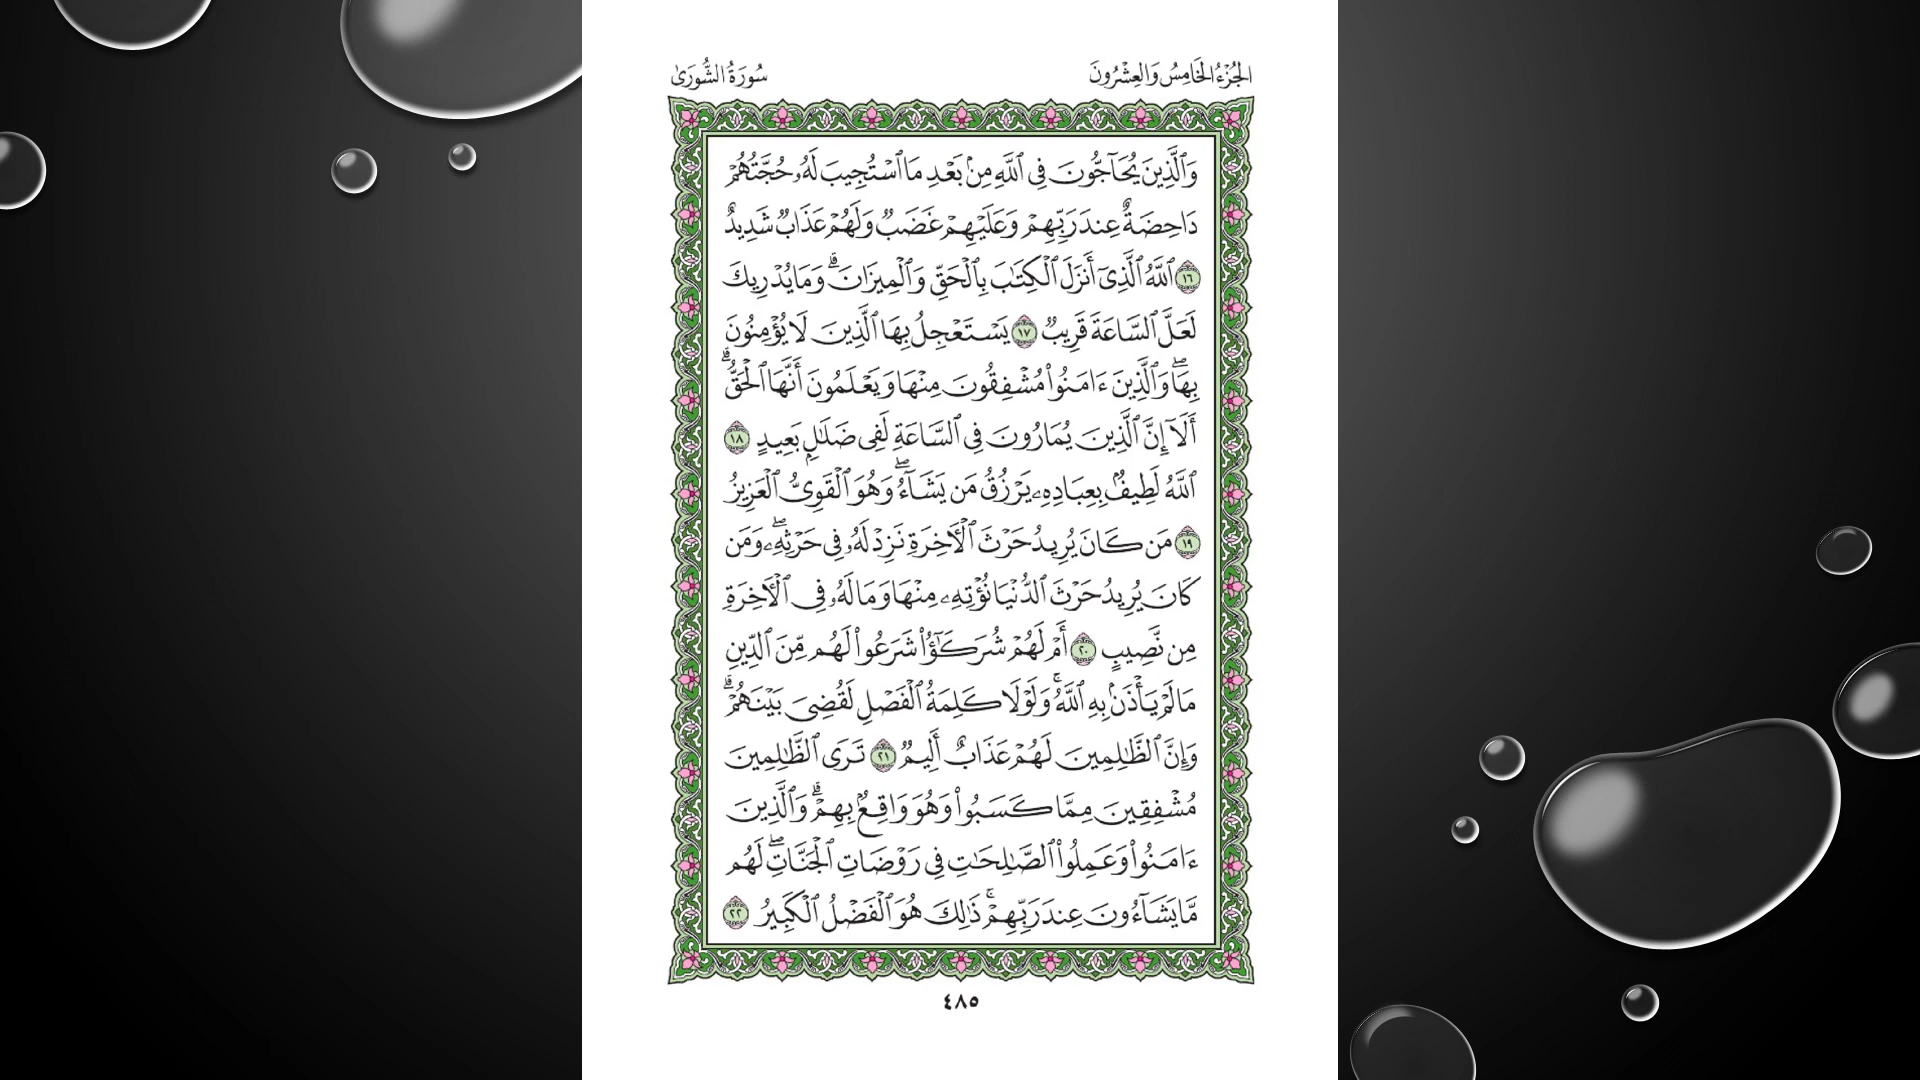 الجُزْءُ الخَامِسُ وَالعِشْرُونَ
سُورَةُ الشُّورَىٰ
وَٱلَّذِينَ يُحَآجُّونَ فِي ٱللَّهِ مِنۢ بَعْدِ مَا ٱسْتُجِيبَ لَهُۥ حُجَّتُهُمْ
دَاحِضَةٌ عِندَ رَبِّهِمْ وَعَلَيْهِمْ غَضَبٌ وَلَهُمْ عَذَابٌ شَدِيدٌ
١٦ ٱللَّهُ ٱلَّذِىٓ أَنزَلَ ٱلْكِتَٰبَ بِٱلْحَقِّ وَٱلْمِيزَانَۗ وَمَا يُدْرِيكَ
لَعَلَّ ٱلسَّاعَةَ قَرِيبٌ ١٧ يَسْتَعْجِلُ بِهَا ٱلَّذِينَ لَا يُؤْمِنُونَ
بِهَاۖ وَٱلَّذِينَ ءَامَنُوا۟ مُشْفِقُونَ مِنْهَا وَيَعْلَمُونَ أَنَّهَا ٱلْحَقُّۗ
أَلَآ إِنَّ ٱلَّذِينَ يُمَارُونَ فِى ٱلسَّاعَةِ لَفِى ضَلَٰلٍۭ بَعِيدٍ ١٨
ٱللَّهُ لَطِيفٌۢ بِعِبَادِهِۦ يَرْزُقُ مَن يَشَآءُۖ وَهُوَ ٱلْقَوِىُّ ٱلْعَزِيزُ
١٩ مَن كَانَ يُرِيدُ حَرْثَ ٱلْأَخِرَةِ نَزِدْ لَهُۥ فِى حَرْثِهِۦۖ وَمَن
كَانَ يُرِيدُ حَرْثَ ٱلدُّنْيَا نُؤْتِهِۦ مِنْهَا وَمَا لَهُۥ فِى ٱلْأَخِرَةِ
مِن نَّصِيبٍ ٢٠ أَمْ لَهُمْ شُرَكَٰٓؤُا۟ شَرَعُوا۟ لَهُم مِّنَ ٱلدِّينِ
مَا لَمْ يَأْذَنۢ بِهِ ٱللَّهُۚ وَلَوْلَا كَلِمَةُ ٱلْفَصْلِ لَقُضِىَ بَيْنَهُمْۗ
وَإِنَّ ٱلظَّٰلِمِينَ لَهُمْ عَذَابٌ أَلِيمٌ ٢١ تَرَى ٱلظَّٰلِمِينَ
مُشْفِقِينَ مِمَّا كَسَبُوا۟ وَهُوَ وَاقِعٌۢ بِهِمْۗ وَٱلَّذِينَ
ءَامَنُوا۟ وَعَمِلُوا۟ ٱلصَّٰلِحَٰتِ فِى رَوْضَاتِ ٱلْجَنَّاتِۖ لَهُم
مَّا يَشَآءُونَ عِندَ رَبِّهِمْۚ ذَٰلِكَ هُوَ ٱلْفَضْلُ ٱلْكَبِيرُ ٢٢
٤٨٥